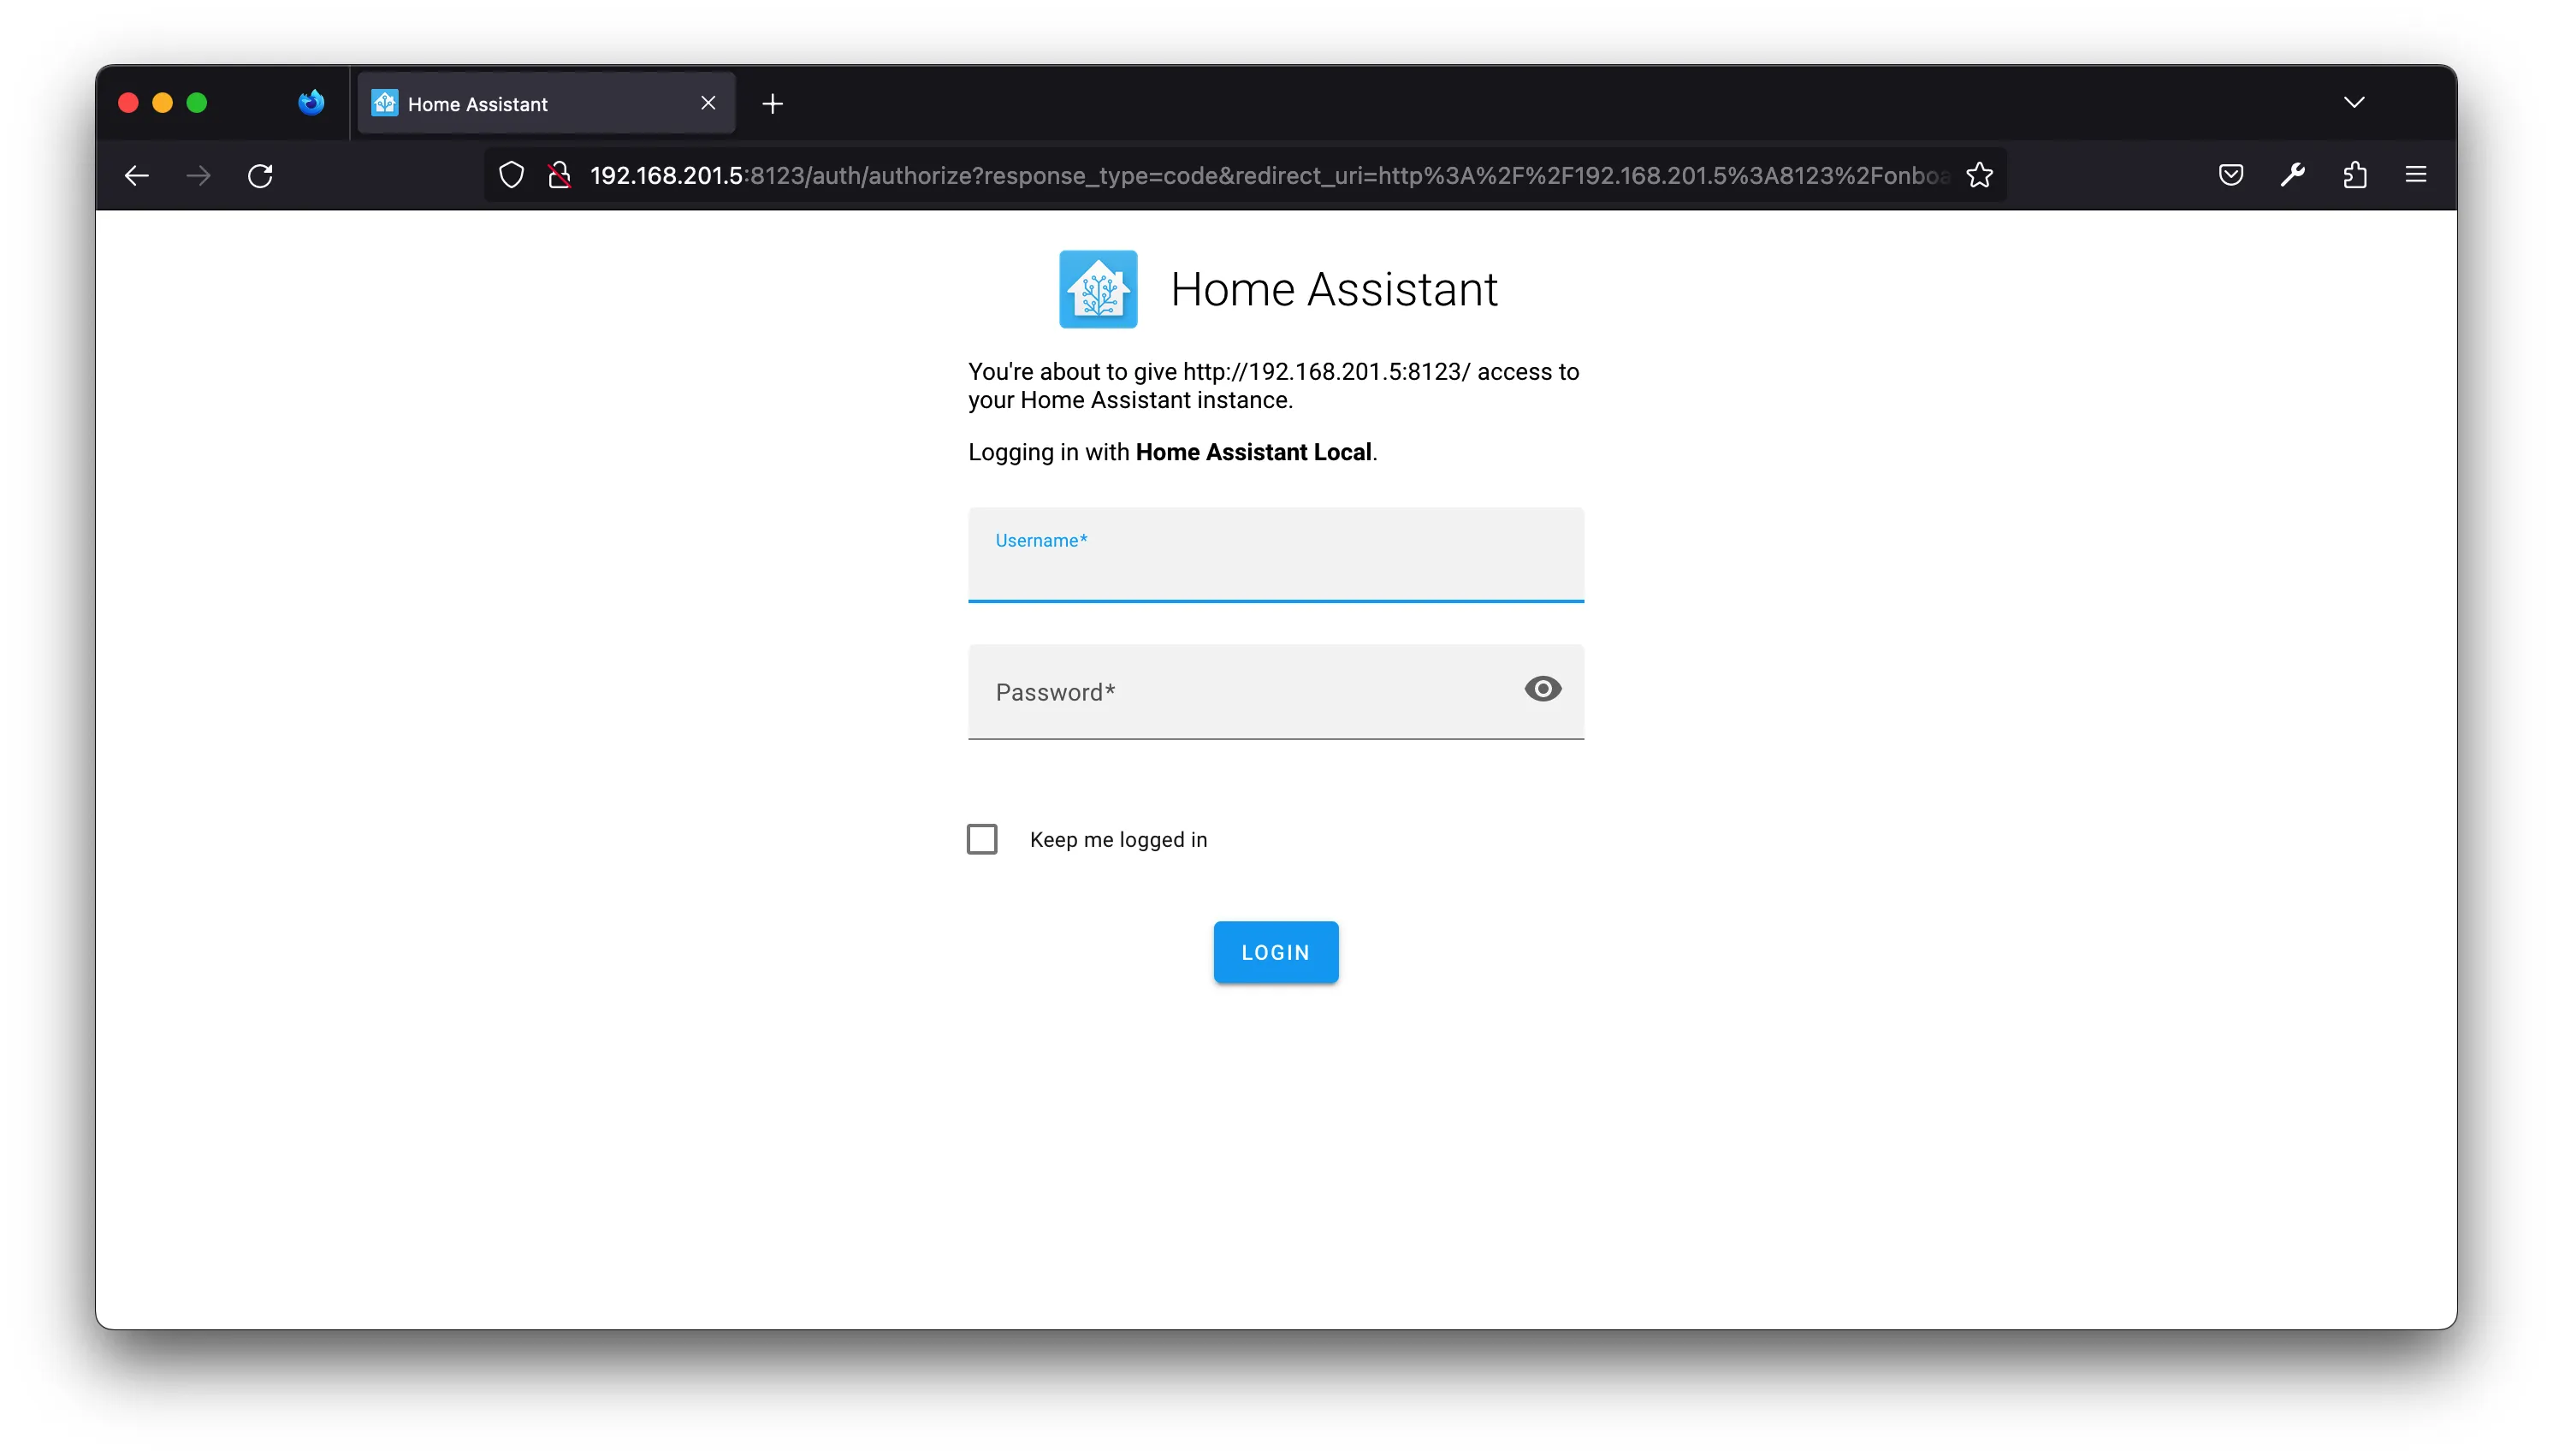 Home Assistant
192.168.201.5:8123/auth/authorize?response_type=code&redirect_uri=http%3A%2F%2F192.168.201.5%3A8123%2Fonboa
Home Assistant
You're about to give http://192.168.201.5:8123/ access to
your Home Assistant instance.
Logging in with Home Assistant Local.
Username*
Password*
Keep me logged in
LOGIN